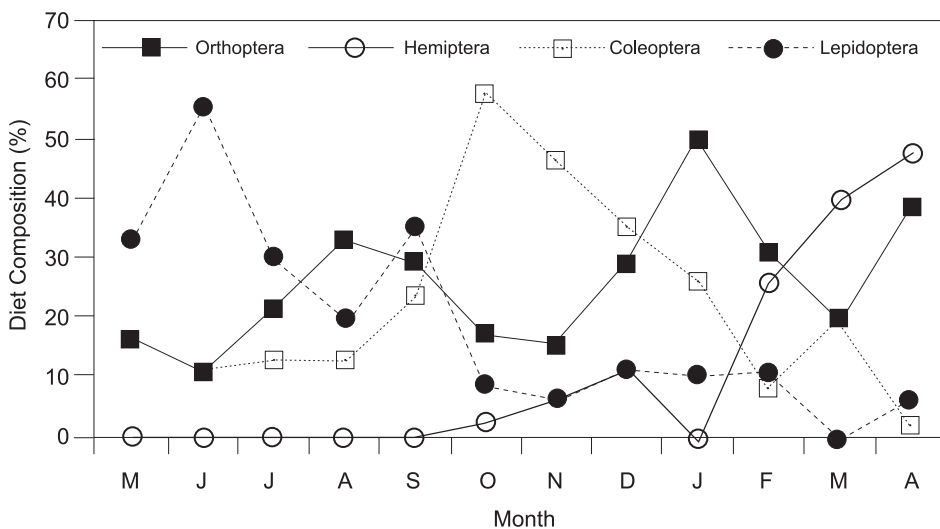 70
Orthoptera Hemiptera Coleoptera Lepidoptera
60
50
40
30
20
10
0
Diet Composition (%)
M J J A S O N D J F M A
Month